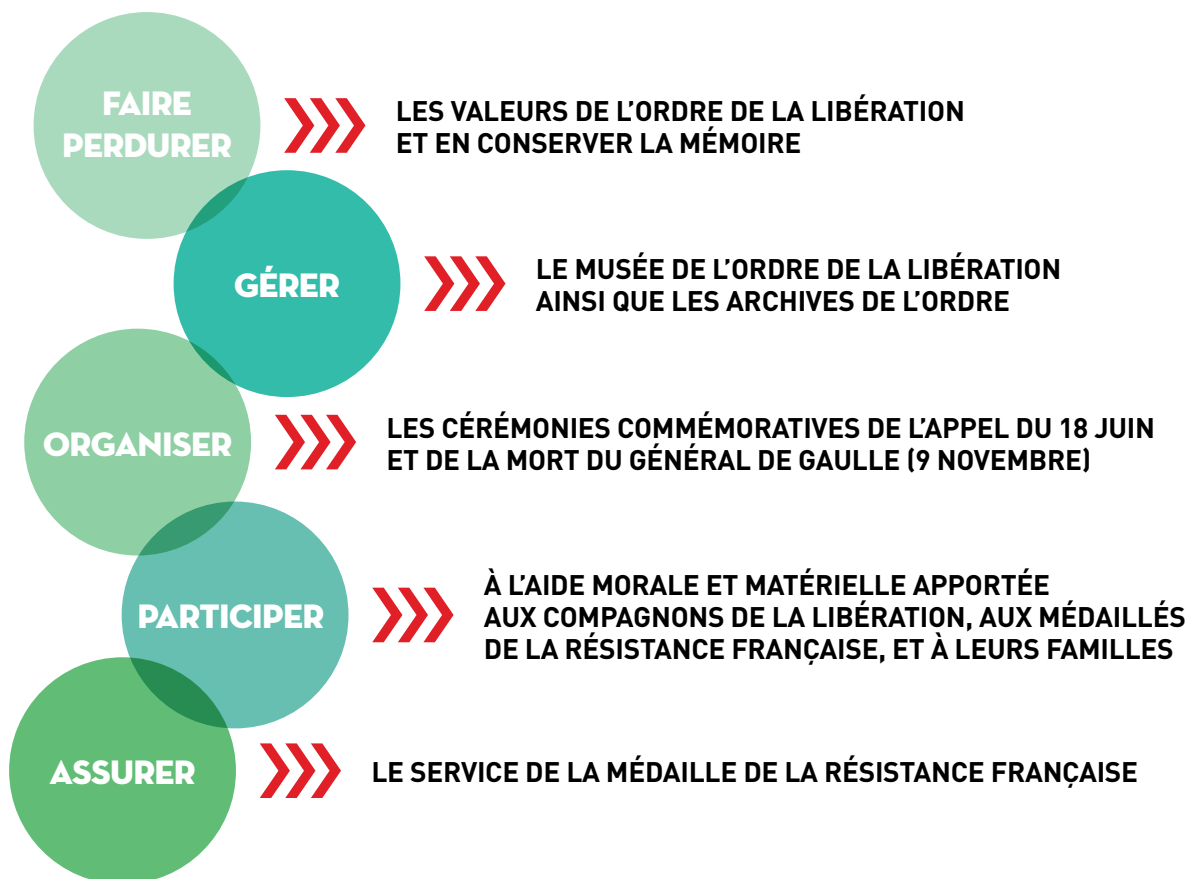 FAIRE
PERDURER
LES VALEURS DE L'ORDRE DE LA LIBÉRATION
ET EN CONSERVER LA MÉMOIRE
GÉRER
LE MUSÉE DE L'ORDRE DE LA LIBÉRATION
AINSI QUE LES ARCHIVES DE L'ORDRE
ORGANISER
LES CÉRÉMONIES COMMÉMORATIVES DE L'APPEL DU 18 JUIN
ET DE LA MORT DU GÉNÉRAL DE GAULLE (9 NOVEMBRE)
PARTICIPER
À L'AIDE MORALE ET MATÉRIELLE APPORTÉE
AUX COMPAGNONS DE LA LIBÉRATION, AUX MÉDAILLÉS
DE LA RÉSISTANCE FRANÇAISE, ET À LEURS FAMILLES
ASSURER
LE SERVICE DE LA MÉDAILLE DE LA RÉSISTANCE FRANÇAISE